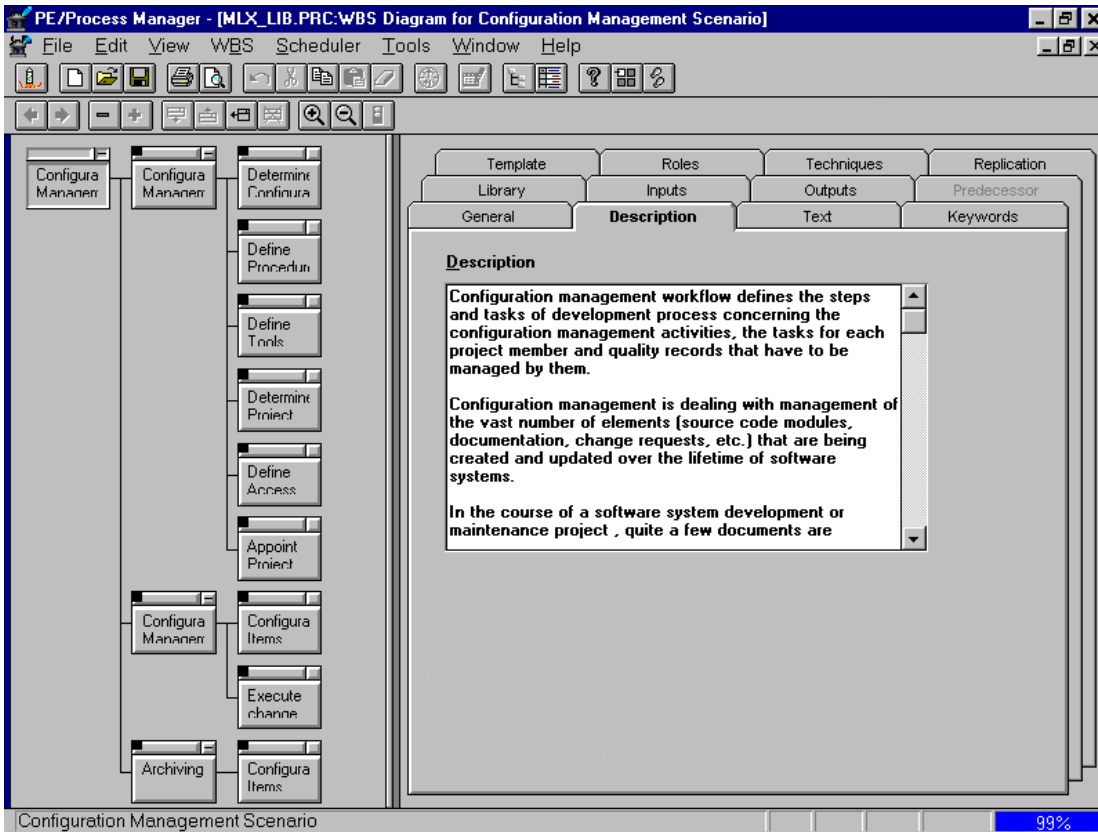 PE/Process Manager - [MLX_LIB.PRC:WBS Diagram for Configuration Management Scenario]
File Edit View WBS Scheduler Tools Window Help
Configura
Managem
Configura
Managem
Determine
Configura
Define
Procedur
Define
Tools
Determine
Project
Define
Access
Appoint
Project
Configura
Managem
Configura
Items
Execute
change
Archiving
Configura
Items
Template Roles Techniques Replication
Library Inputs Outputs Predecessor
General Description Text Keywords
Description
Configuration management workflow defines the steps
and tasks of development process concerning the
configuration management activities, the tasks for each
project member and quality records that have to be
managed by them.
Configuration management is dealing with management of
the vast number of elements (source code modules,
documentation, change requests, etc.) that are being
created and updated over the lifetime of software
systems.
In the course of a software system development or
maintenance project , quite a few documents are
Configuration Management Scenario
99%